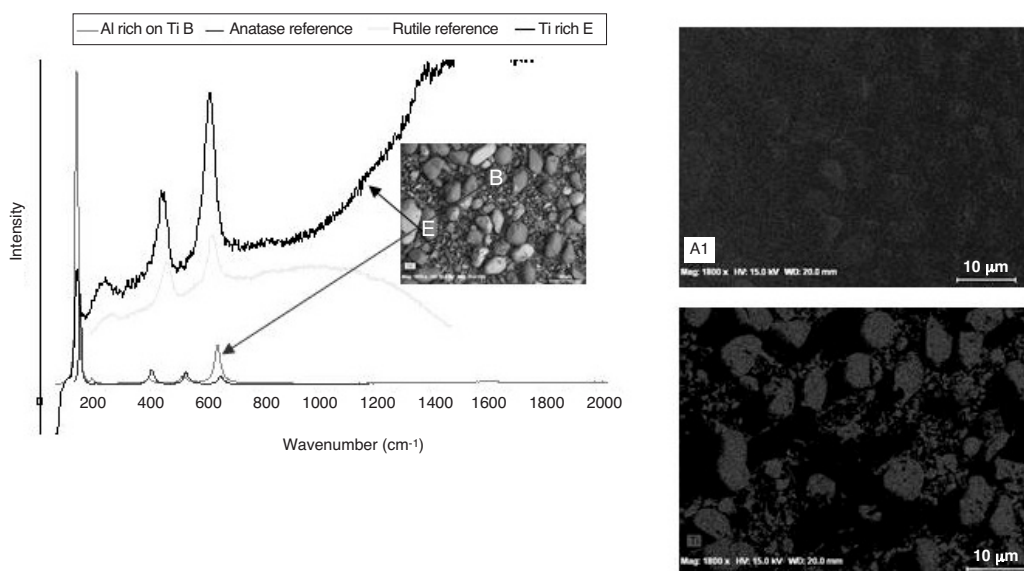 Al rich on Ti B Anatase reference Rutile reference Ti rich E
Intensity
B
E
0 200 400 600 800 1000 1200 1400 1600 1800 2000
Wavenumber (cm-1)
A1
Mag: 1800 x HV: 15.0 kV WD: 20.0 mm
10 µm
Ti
Mag: 1800 x HV: 15.0 kV WD: 20.0 mm
10 µm